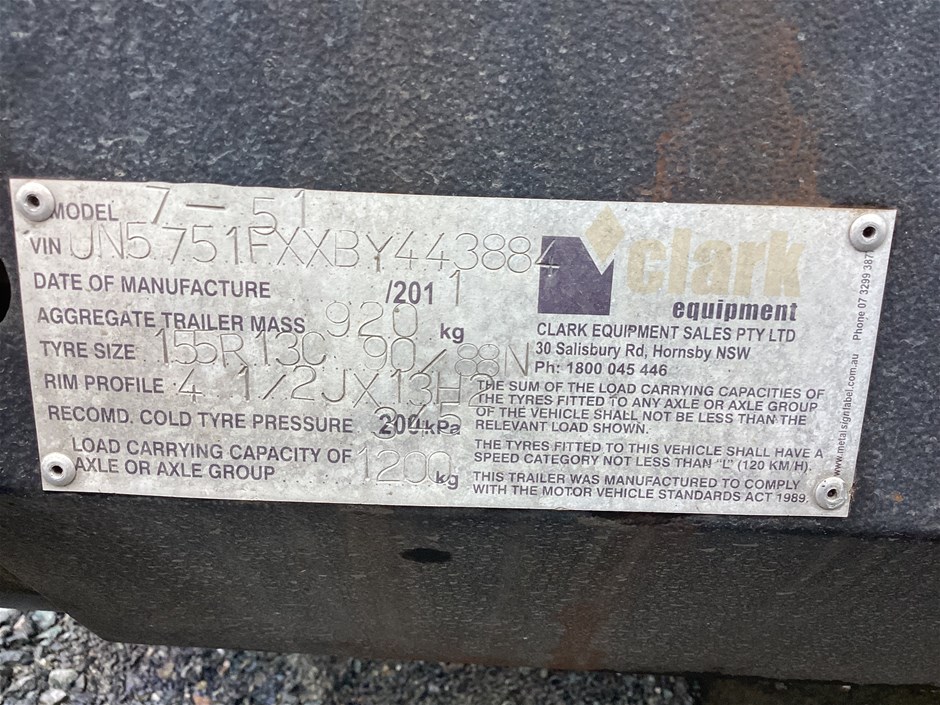 MODEL 7-51
VIN UN5751FXXBY443884
DATE OF MANUFACTURE /2011
AGGREGATE TRAILER MASS 920 kg
TYRE SIZE 155R13C 90/88N
RIM PROFILE 4 1/2JX13H2
RECOMD. COLD TYRE PRESSURE 200kPa
LOAD CARRYING CAPACITY OF
AXLE OR AXLE GROUP 1200kg
clark
equipment
CLARK EQUIPMENT SALES PTY LTD
30 Salisbury Rd, Hornsby NSW
Ph: 1800 045 446
THE SUM OF THE LOAD CARRYING CAPACITIES OF
THE TYRES FITTED TO ANY AXLE OR AXLE GROUP
OF THE VEHICLE SHALL NOT BE LESS THAN THE
RELEVANT LOAD SHOWN.
THE TYRES FITTED TO THIS VEHICLE SHALL HAVE A
SPEED CATEGORY NOT LESS THAN "L" (120 KM/H).
THIS TRAILER WAS MANUFACTURED TO COMPLY
WITH THE MOTOR VEHICLE STANDARDS ACT 1989.
www.metalsignlabel.com.au Phone 07 3299